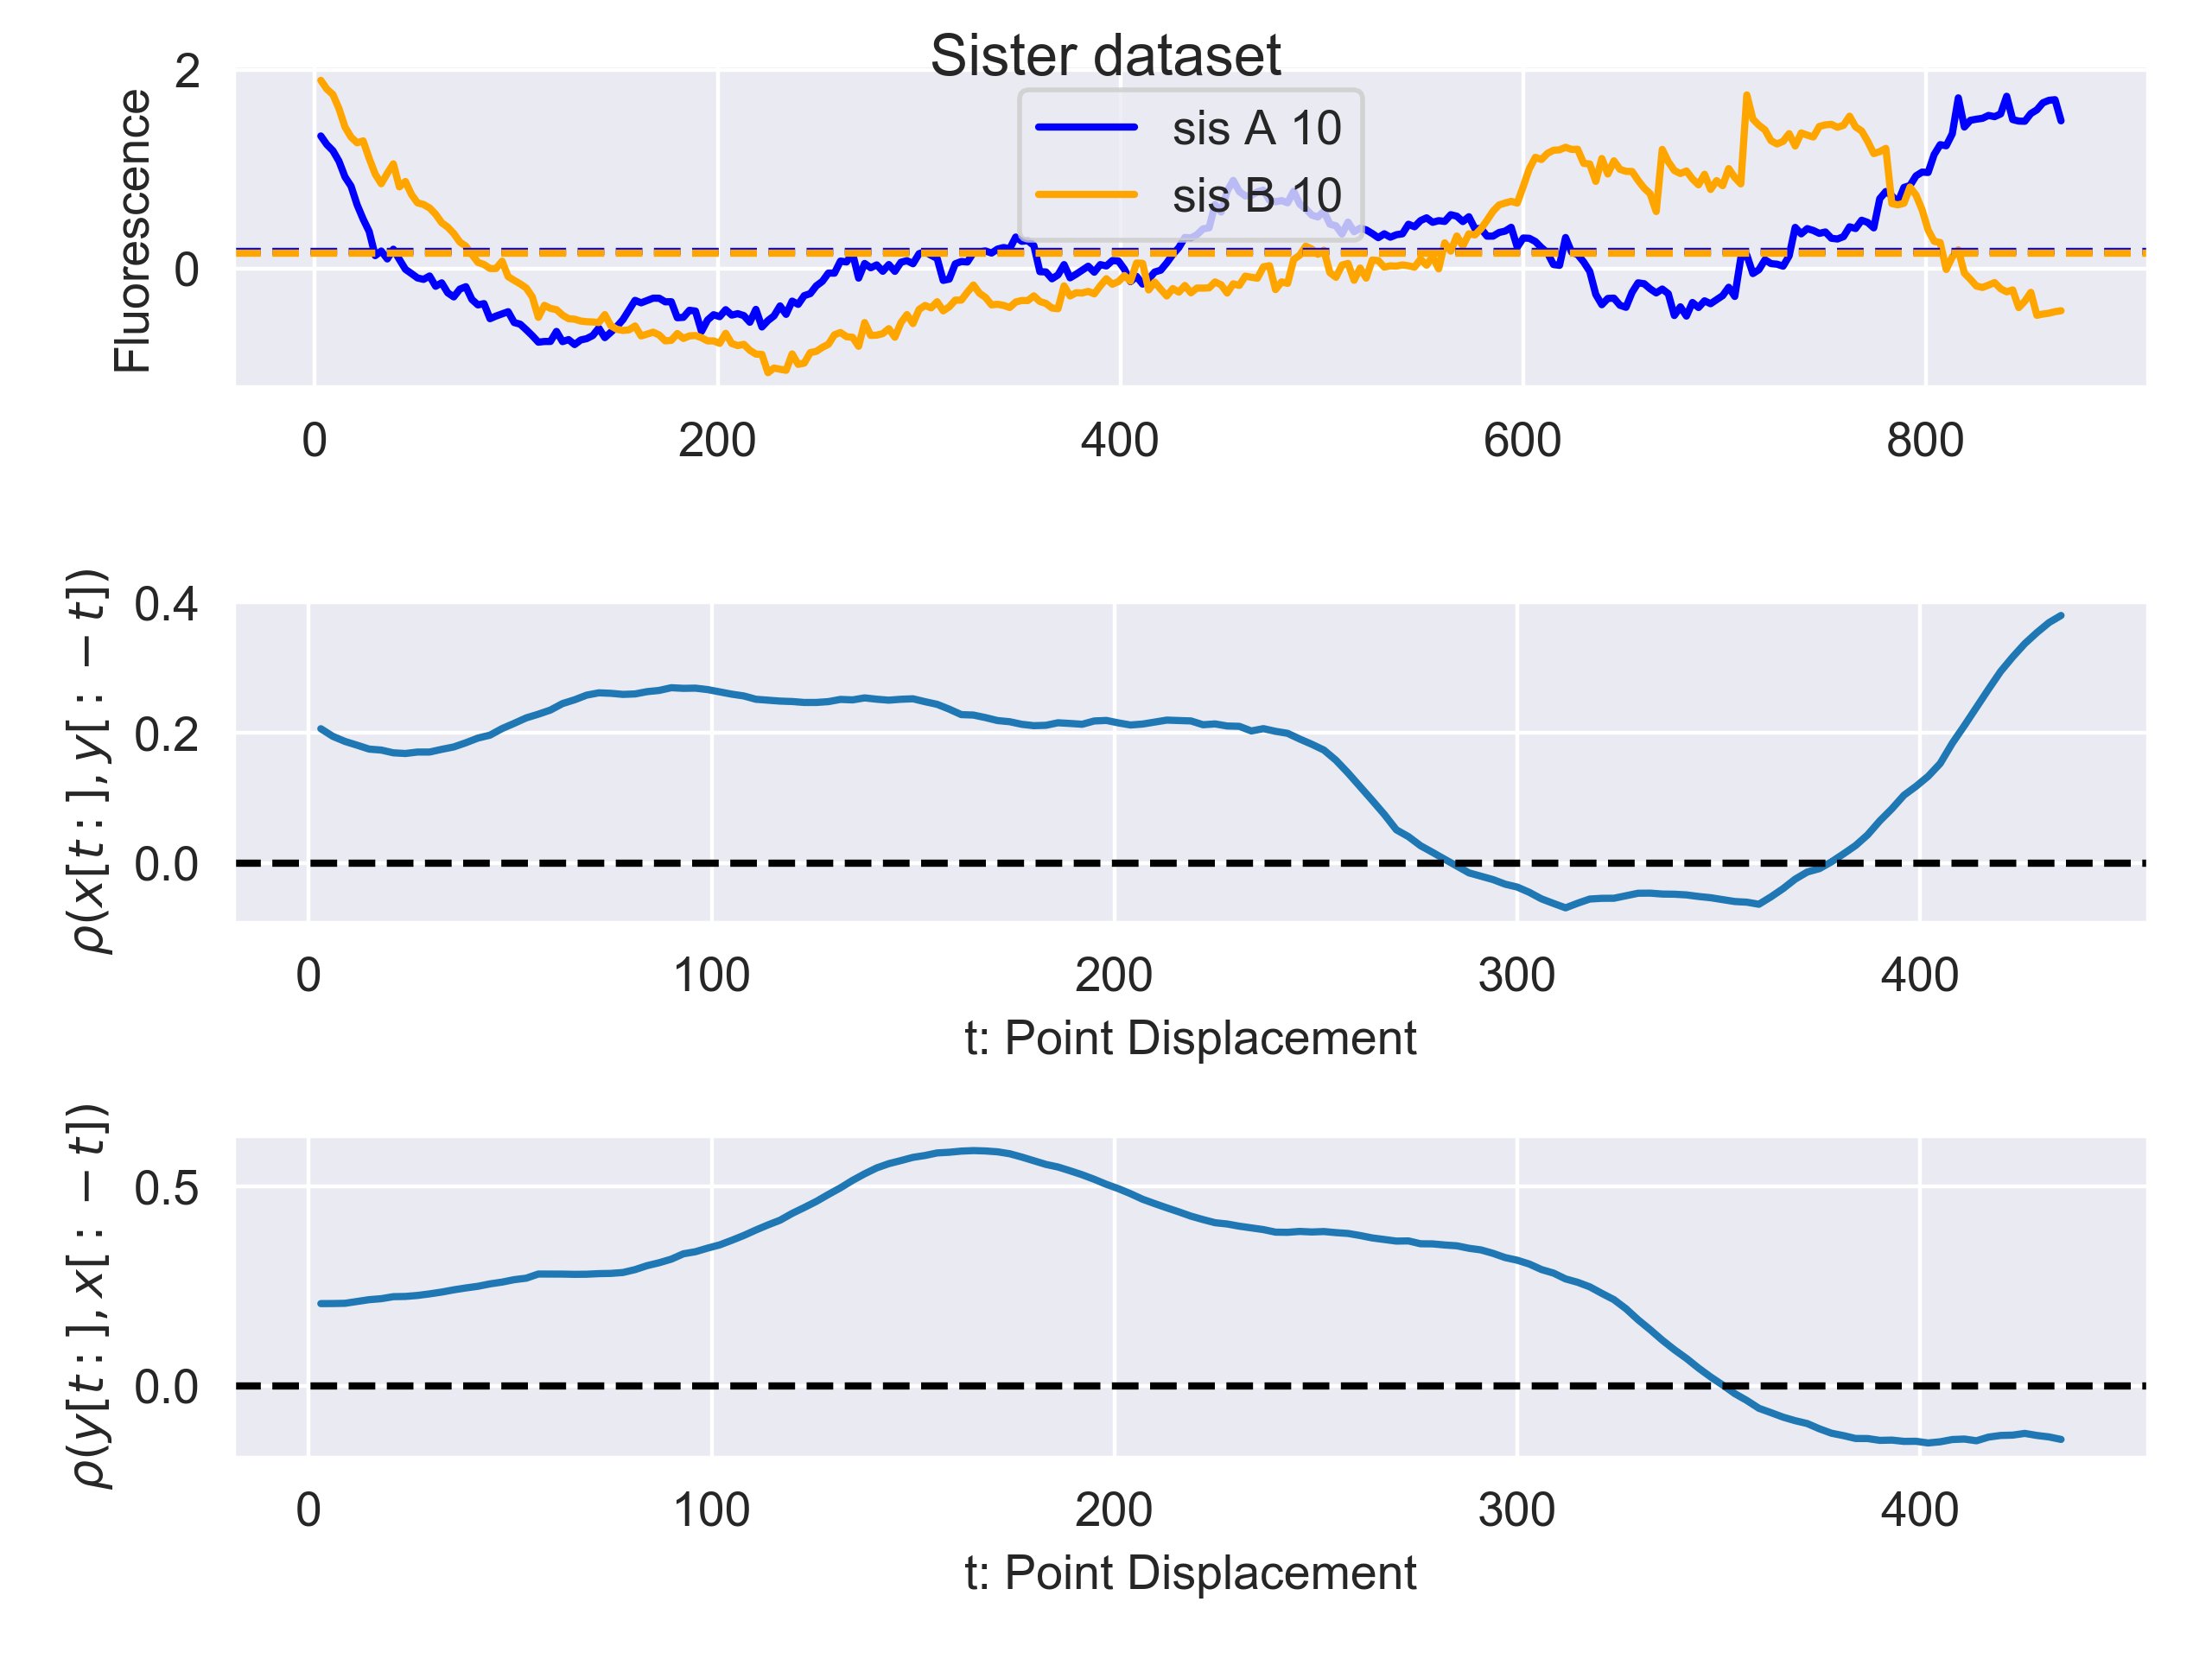 Sister dataset
sis A 10
sis B 10
Fluorescence
2
0
0 200 400 600 800
ρ(x[t:], y[: − t])
0.4
0.2
0.0
0 100 200 300 400
t: Point Displacement
ρ(y[t:], x[: − t])
0.5
0.0
0 100 200 300 400
t: Point Displacement